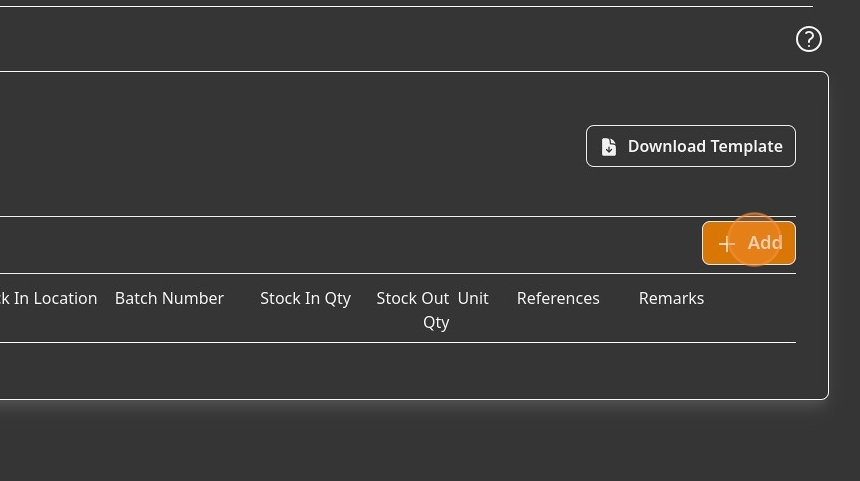 ?
Download Template
+ Add
k In Location Batch Number Stock In Qty Stock Out Unit References Remarks
Qty